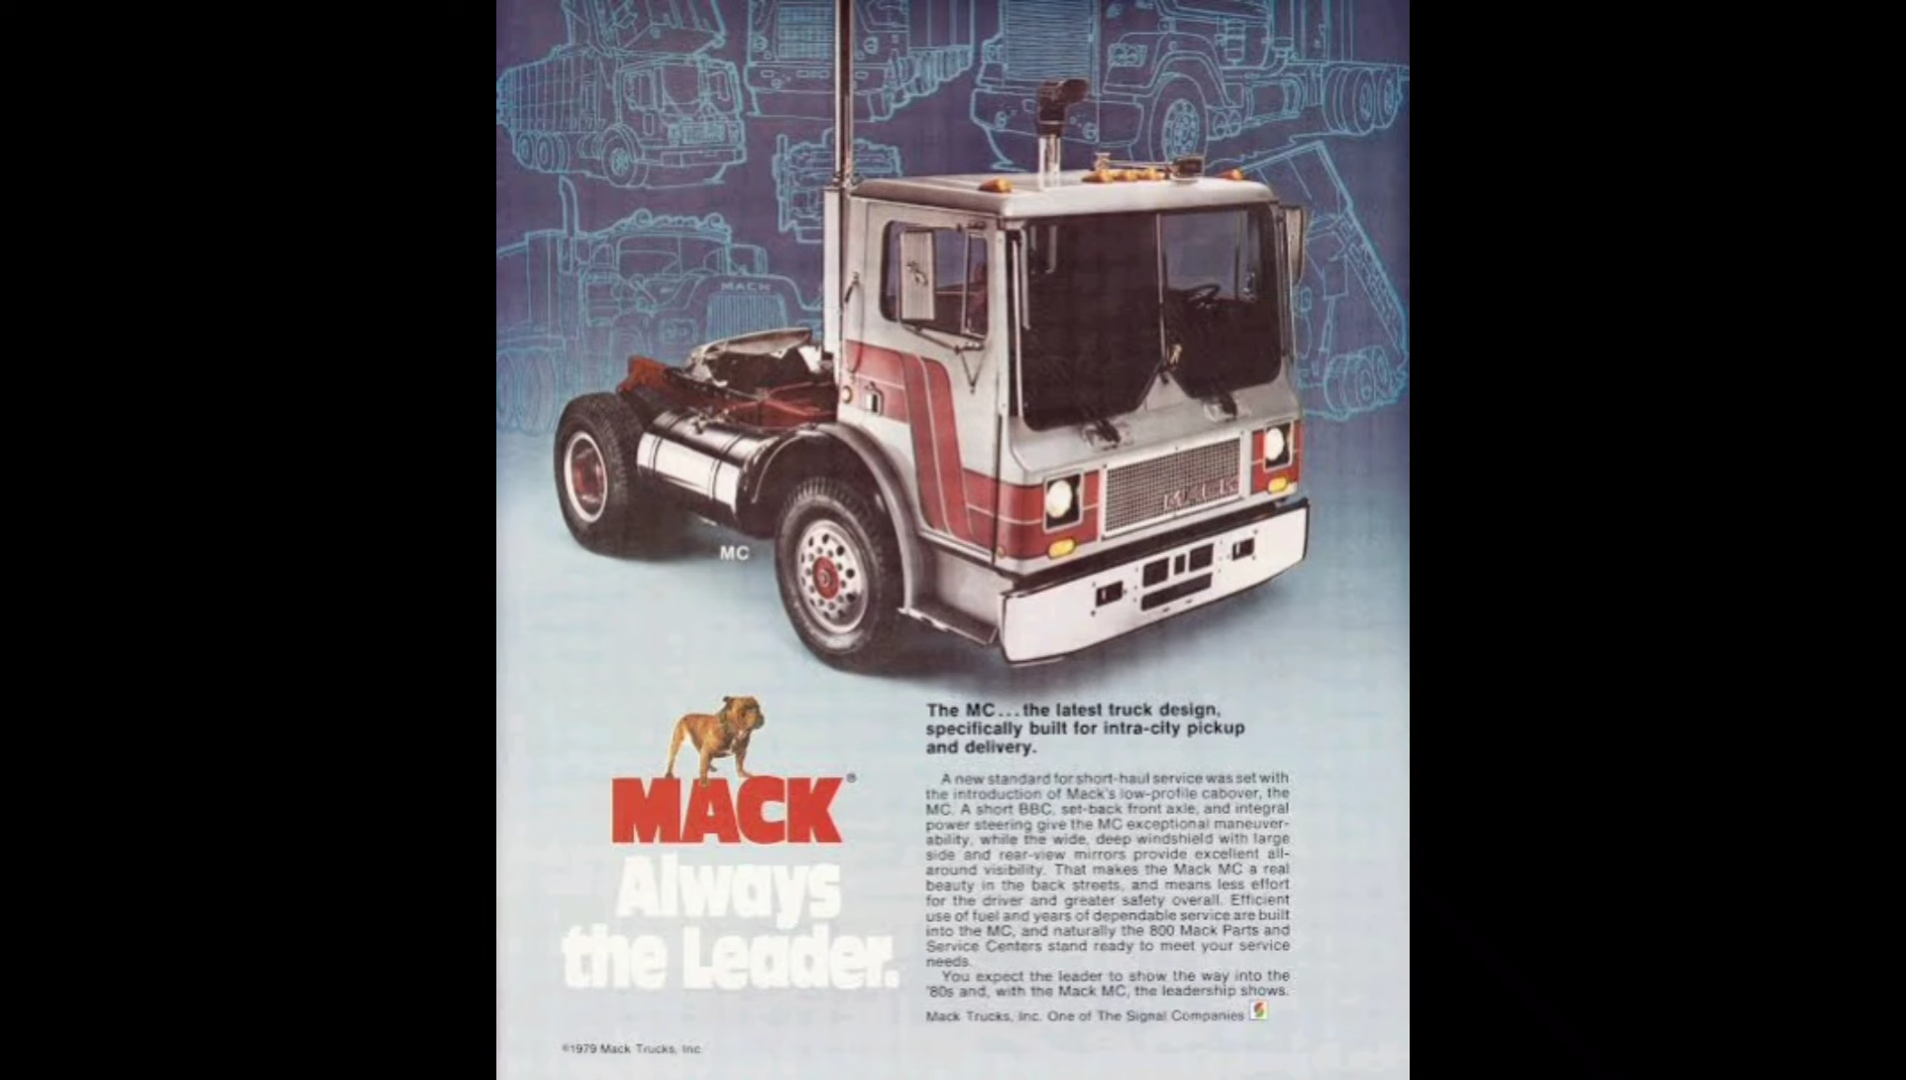 MACK
MACK
MC
The MC...the latest truck design,
specifically built for intra-city pickup
and delivery.
A new standard for short-haul service was set with
the introduction of Mack's low-profile cabover, the
MC. A short BBC, set-back front axle, and integral
power steering give the MC exceptional maneuver-
ability, while the wide, deep windshield with large
side and rear-view mirrors provide excellent all-
around visibility. That makes the Mack MC a real
beauty in the back streets, and means less effort
for the driver and greater safety overall. Efficient
use of fuel and years of dependable service are built
into the MC, and naturally the 800 Mack Parts and
Service Centers stand ready to meet your service
needs.
You expect the leader to show the way into the
'80s and, with the Mack MC, the leadership shows.
Mack Trucks, Inc. One of The Signal Companies
MACK®
Always
the Leader.
©1979 Mack Trucks, Inc.